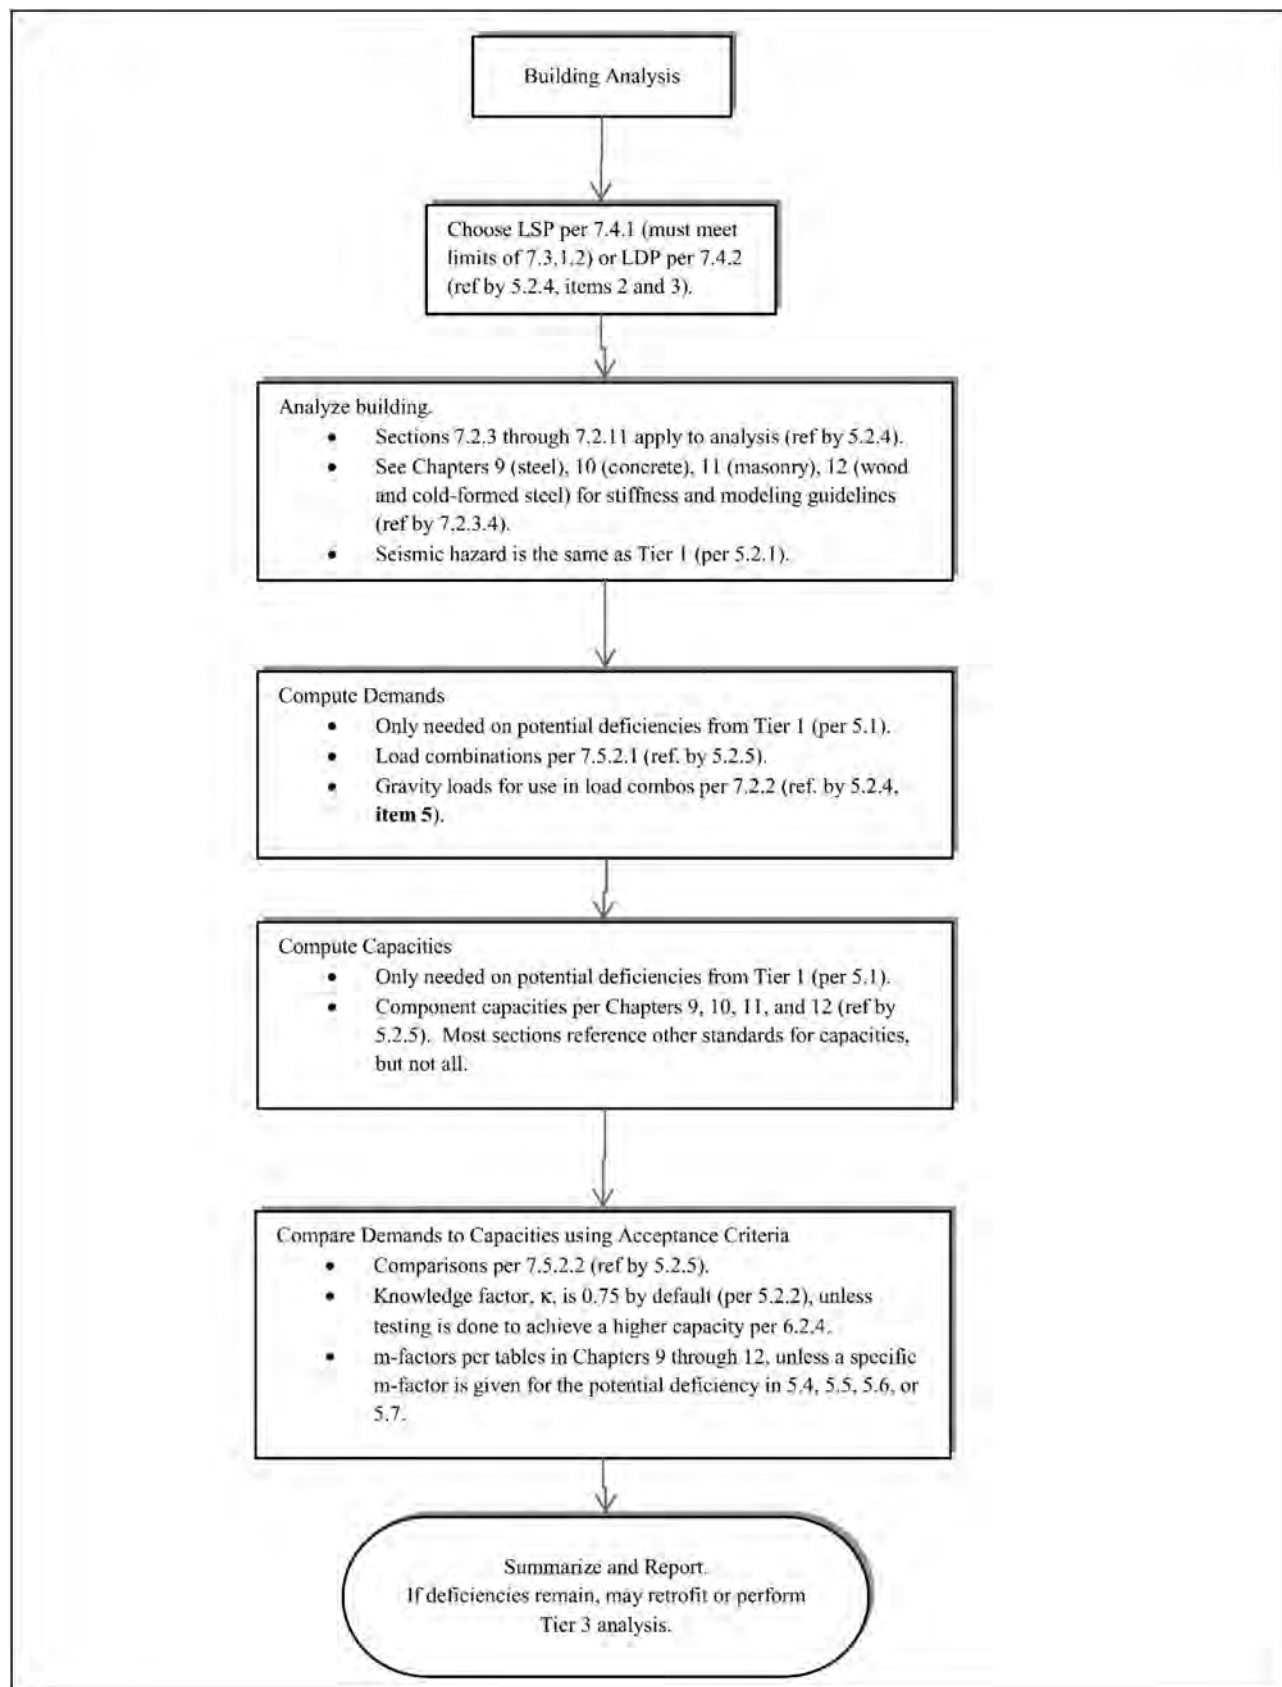 Building Analysis
Choose LSP per 7.4.1 (must meet
limits of 7.3.1.2) or LDP per 7.4.2
(ref by 5.2.4, items 2 and 3).
Analyze building.
• Sections 7.2.3 through 7.2.11 apply to analysis (ref by 5.2.4).
• See Chapters 9 (steel), 10 (concrete), 11 (masonry), 12 (wood
and cold-formed steel) for stiffness and modeling guidelines
(ref by 7.2.3.4).
• Seismic hazard is the same as Tier 1 (per 5.2.1).
Compute Demands
• Only needed on potential deficiencies from Tier 1 (per 5.1).
• Load combinations per 7.5.2.1 (ref. by 5.2.5).
• Gravity loads for use in load combos per 7.2.2 (ref. by 5.2.4,
item 5).
Compute Capacities
• Only needed on potential deficiencies from Tier 1 (per 5.1).
• Component capacities per Chapters 9, 10, 11, and 12 (ref by
5.2.5). Most sections reference other standards for capacities,
but not all.
Compare Demands to Capacities using Acceptance Criteria
• Comparisons per 7.5.2.2 (ref by 5.2.5).
• Knowledge factor, κ, is 0.75 by default (per 5.2.2), unless
testing is done to achieve a higher capacity per 6.2.4.
• m-factors per tables in Chapters 9 through 12, unless a specific
m-factor is given for the potential deficiency in 5.4, 5.5, 5.6, or
5.7.
Summarize and Report.
If deficiencies remain, may retrofit or perform
Tier 3 analysis.